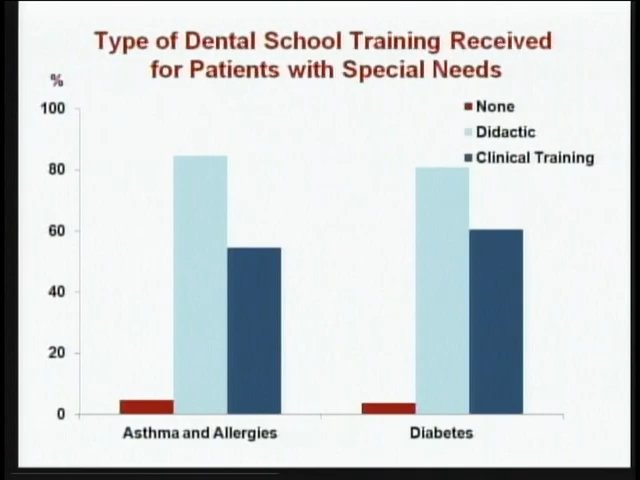 Type of Dental School Training Received
for Patients with Special Needs
%
100
80
60
40
20
0
None
Didactic
Clinical Training
Asthma and Allergies
Diabetes